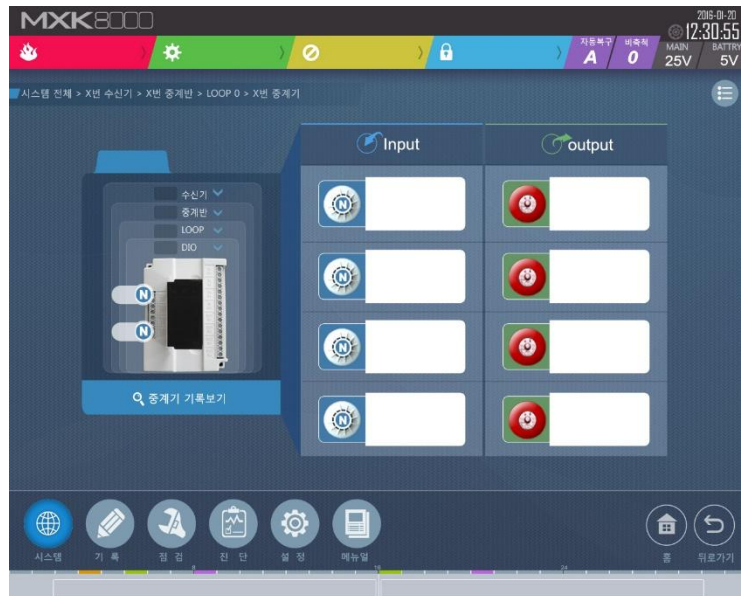 MXK8000
2016-01-20
12:30:55
자동복구
A
비축적
0
MAIN
25V
BATTRY
5V
시스템 전체 > X번 수신기 > X번 중계반 > LOOP 0 > X번 중계기
Input
output
수신기
중계반
LOOP
DIO
N
N
N
N
N
N
중계기 기록보기
시스템
기 록
점 검
진 단
설 정
메뉴얼
홈
뒤로가기
8
16
24